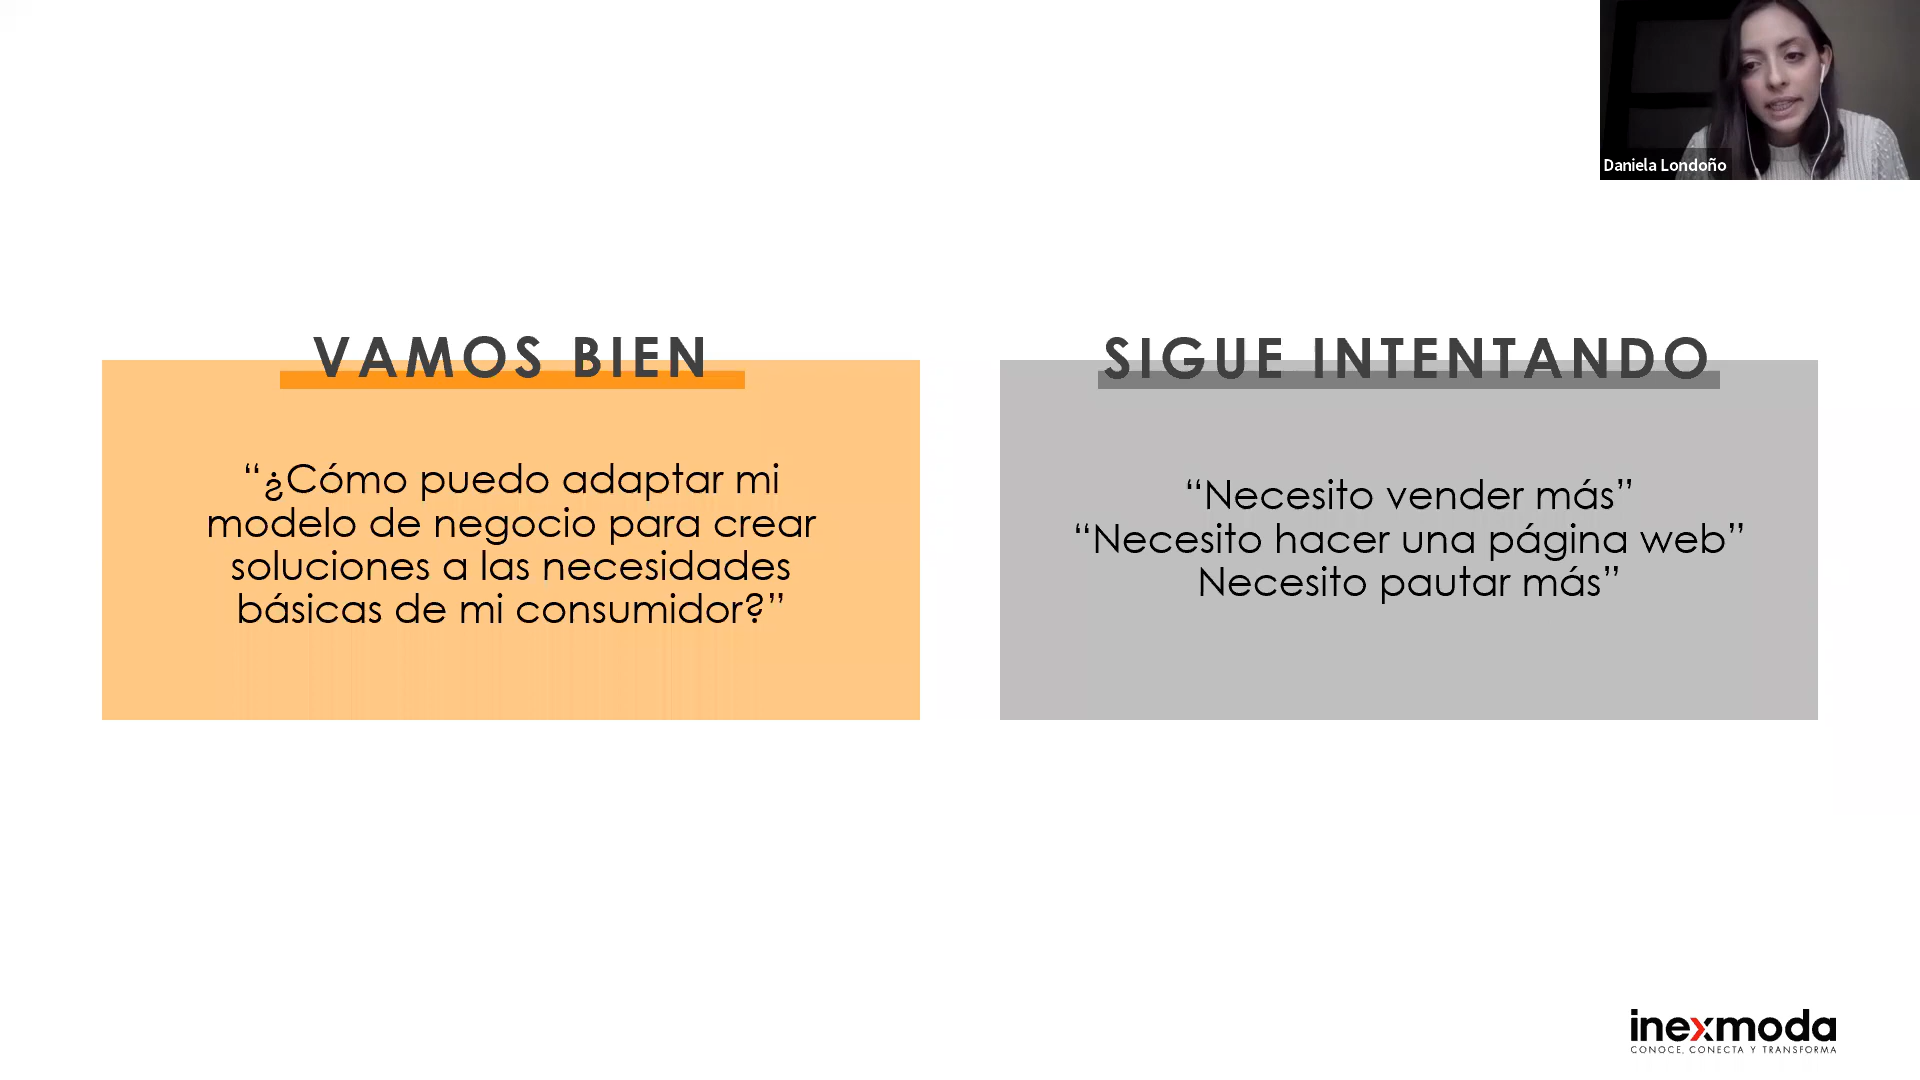 Daniela Londoño
VAMOS BIEN
“¿Cómo puedo adaptar mi
modelo de negocio para crear
soluciones a las necesidades
básicas de mi consumidor?”
SIGUE INTENTANDO
“Necesito vender más”
“Necesito hacer una página web”
Necesito pautar más”
inexmoda
CONOCE, CONECTA Y TRANSFORMA